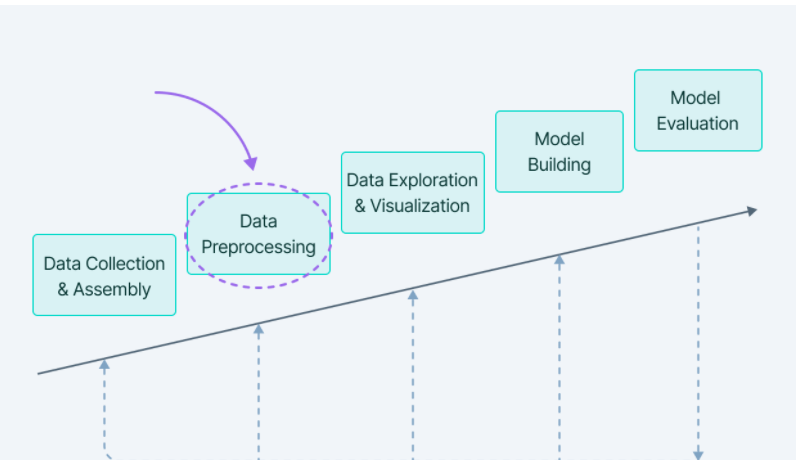 Data Collection
& Assembly
Data
Preprocessing
Data Exploration
& Visualization
Model
Building
Model
Evaluation